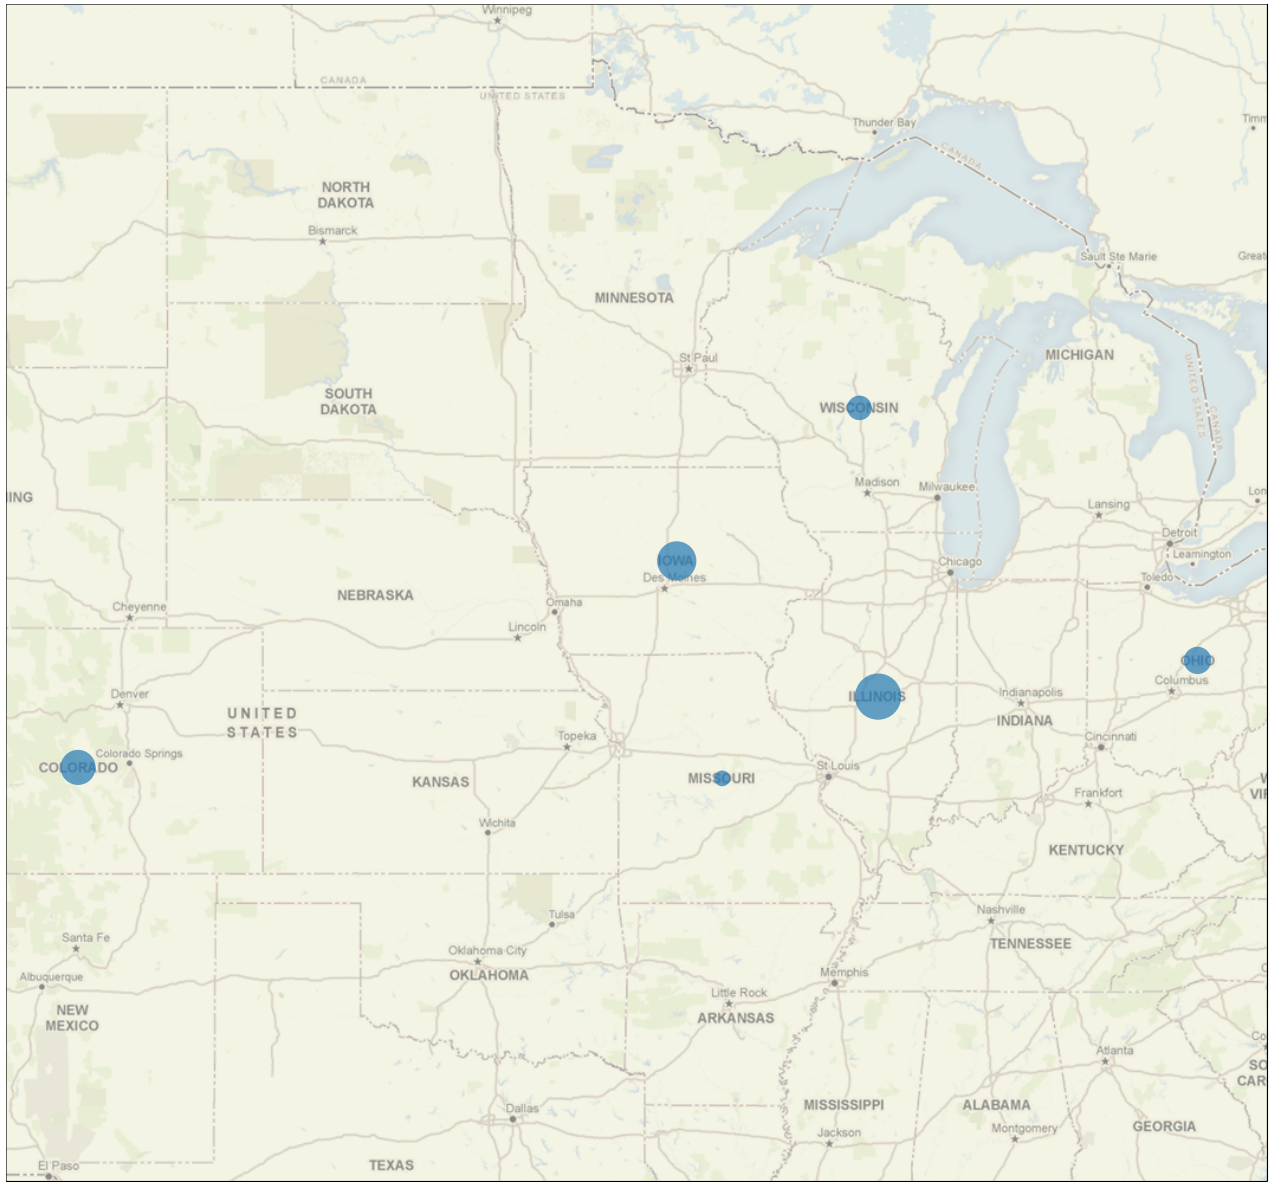 Winnipeg
CANADA
UNITED STATES
Thunder Bay
CANADA
NORTH
DAKOTA
Bismarck
Sault Ste Marie
MINNESOTA
St Paul
MICHIGAN
UNITED STATES
CANADA
SOUTH
DAKOTA
WISCONSIN
Madison
Milwaukee
Lansing
Detroit
Leamington
Chicago
Toledo
IOWA
Des Moines
NEBRASKA
Omaha
Cheyenne
Lincoln
OHIO
Columbus
Denver
ILLINOIS
Indianapolis
INDIANA
UNITED
STATES
Topeka
Cincinnati
Colorado Springs
COLORADO
St Louis
KANSAS
MISSOURI
Frankfort
Wichita
KENTUCKY
Tulsa
Nashville
Santa Fe
TENNESSEE
Oklahoma City
OKLAHOMA
Albuquerque
Memphis
Little Rock
ARKANSAS
NEW
MEXICO
Atlanta
Dallas
MISSISSIPPI
ALABAMA
Jackson
Montgomery
GEORGIA
El Paso
TEXAS